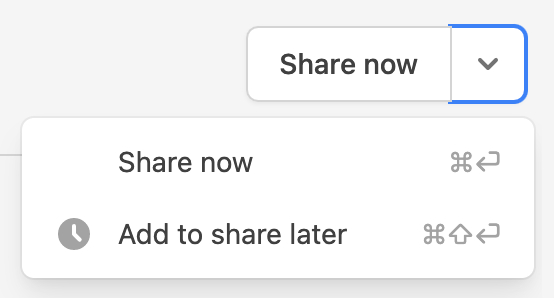 Share now
Share now ⌘↩
Add to share later ⌘⇧↩